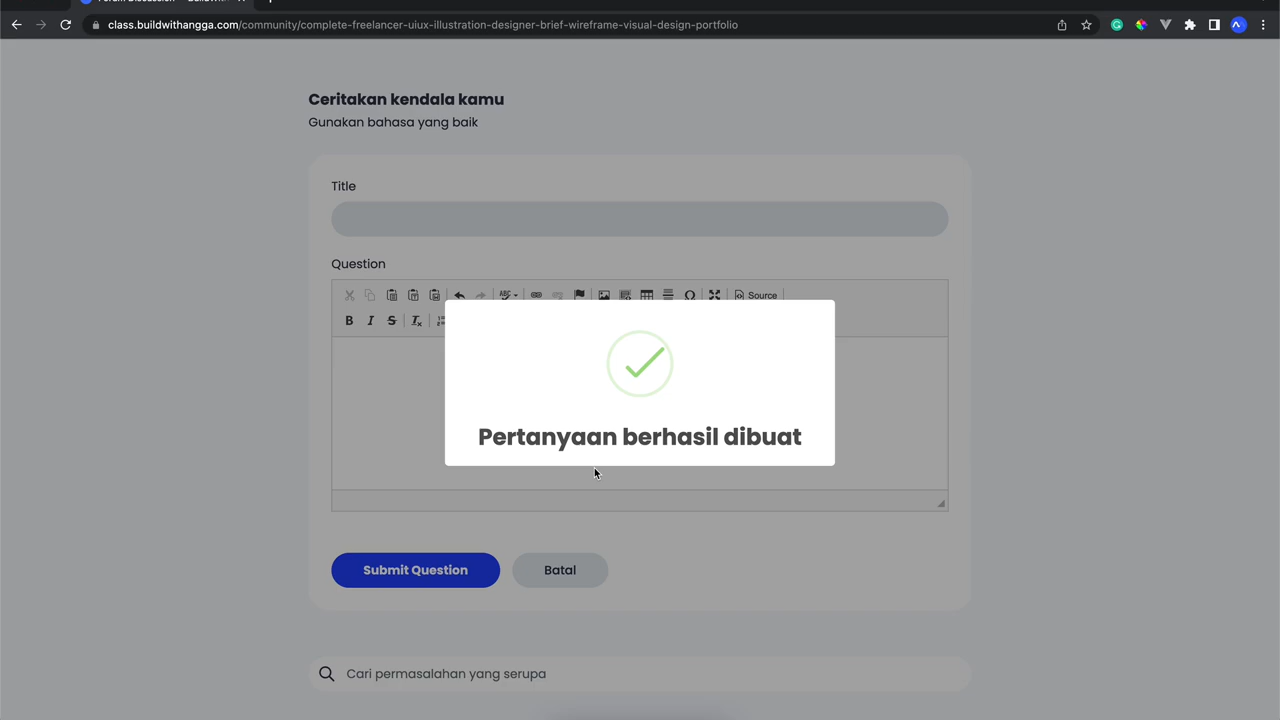 class.buildwithangga.com/community/complete-freelancer-uiux-illustration-designer-brief-wireframe-visual-design-portfolio
Ceritakan kendala kamu
Gunakan bahasa yang baik
Title
Question
Source
Pertanyaan berhasil dibuat
Submit Question
Batal
Cari permasalahan yang serupa